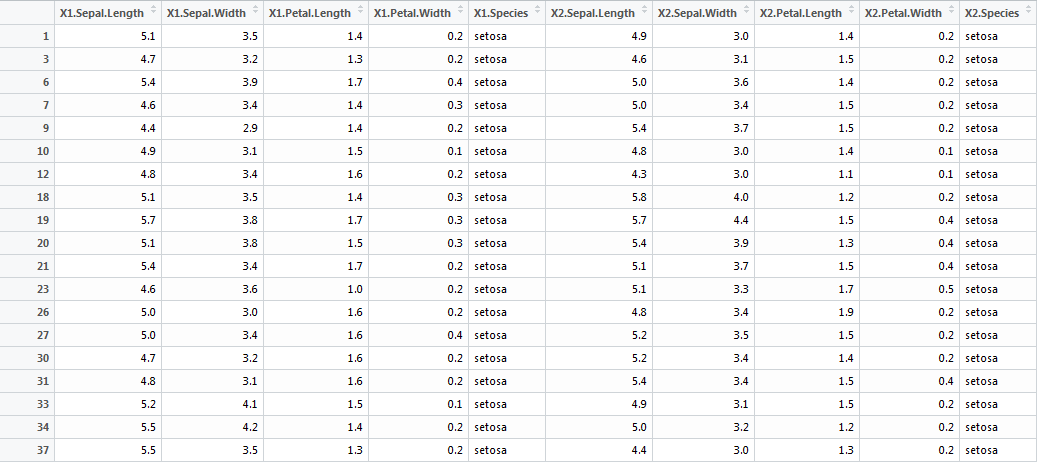 X1.Sepal.Length X1.Sepal.Width X1.Petal.Length X1.Petal.Width X1.Species X2.Sepal.Length X2.Sepal.Width X2.Petal.Length X2.Petal.Width X2.Species
1 5.1 3.5 1.4 0.2 setosa 4.9 3.0 1.4 0.2 setosa
3 4.7 3.2 1.3 0.2 setosa 4.6 3.1 1.5 0.2 setosa
6 5.4 3.9 1.7 0.4 setosa 5.0 3.6 1.4 0.2 setosa
7 4.6 3.4 1.4 0.3 setosa 5.0 3.4 1.5 0.2 setosa
9 4.4 2.9 1.4 0.2 setosa 5.4 3.7 1.5 0.2 setosa
10 4.9 3.1 1.5 0.1 setosa 4.8 3.0 1.4 0.1 setosa
12 4.8 3.4 1.6 0.2 setosa 4.3 3.0 1.1 0.1 setosa
18 5.1 3.5 1.4 0.3 setosa 5.8 4.0 1.2 0.2 setosa
19 5.7 3.8 1.7 0.3 setosa 5.7 4.4 1.5 0.4 setosa
20 5.1 3.8 1.5 0.3 setosa 5.4 3.9 1.3 0.4 setosa
21 5.4 3.4 1.7 0.2 setosa 5.1 3.7 1.5 0.4 setosa
23 4.6 3.6 1.0 0.2 setosa 5.1 3.3 1.7 0.5 setosa
26 5.0 3.0 1.6 0.2 setosa 4.8 3.4 1.9 0.2 setosa
27 5.0 3.4 1.6 0.4 setosa 5.2 3.5 1.5 0.2 setosa
30 4.7 3.2 1.6 0.2 setosa 5.2 3.4 1.4 0.2 setosa
31 4.8 3.1 1.6 0.2 setosa 5.4 3.4 1.5 0.4 setosa
33 5.2 4.1 1.5 0.1 setosa 4.9 3.1 1.5 0.2 setosa
34 5.5 4.2 1.4 0.2 setosa 5.0 3.2 1.2 0.2 setosa
37 5.5 3.5 1.3 0.2 setosa 4.4 3.0 1.3 0.2 setosa